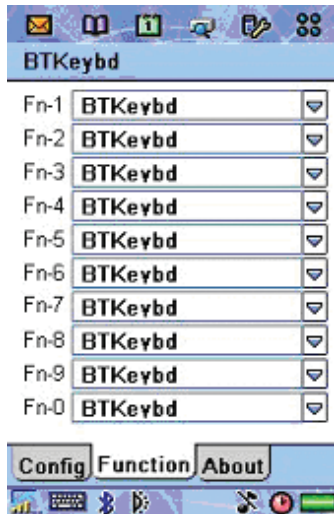 1
BTKeybd
Fn-1 BTKeybd
Fn-2 BTKeybd
Fn-3 BTKeybd
Fn-4 BTKeybd
Fn-5 BTKeybd
Fn-6 BTKeybd
Fn-7 BTKeybd
Fn-8 BTKeybd
Fn-9 BTKeybd
Fn-0 BTKeybd
Config Function About